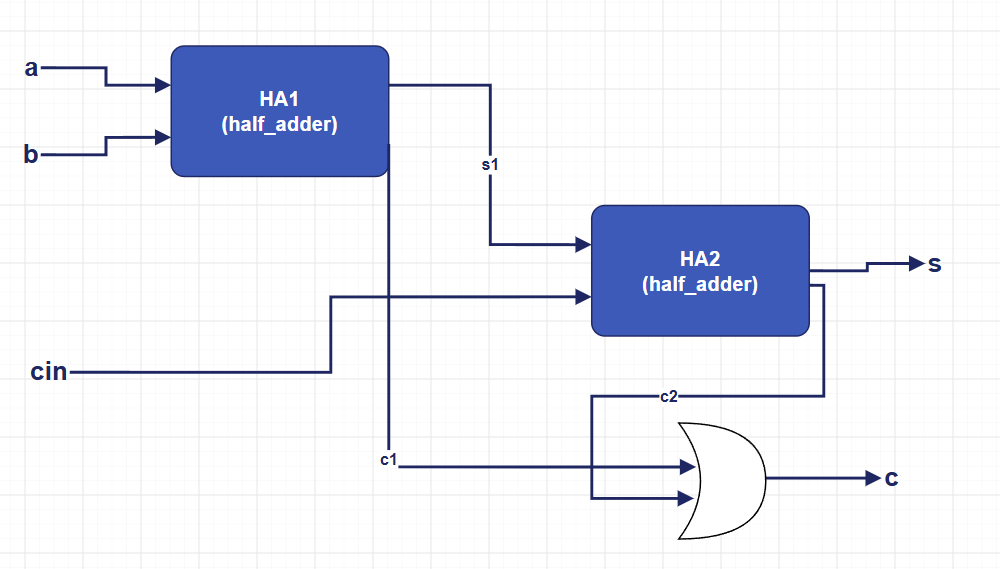 a
HA1
(half_adder)
b
s1
HA2
(half_adder)
s
cin
c2
c1
c